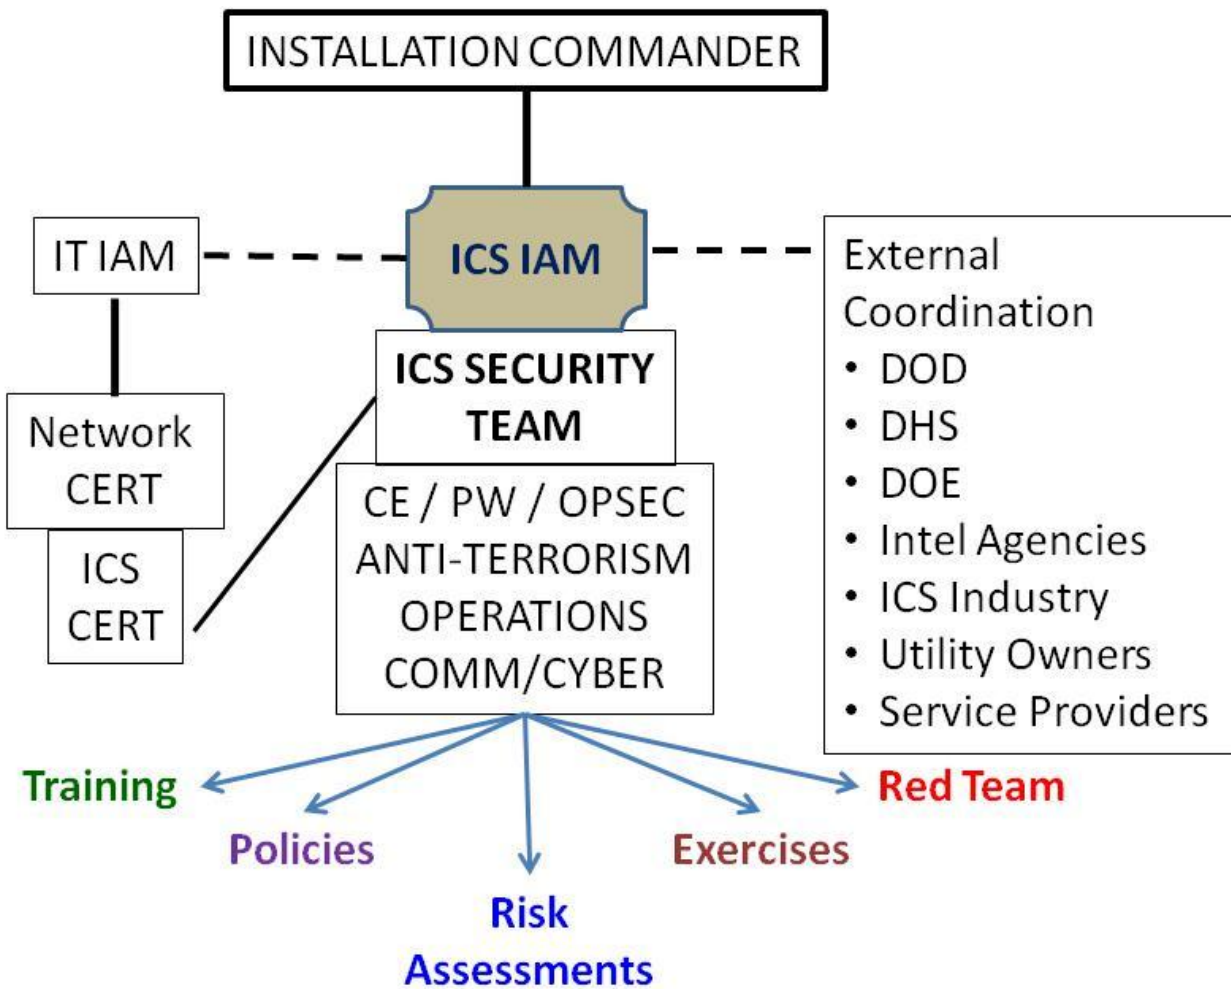 INSTALLATION COMMANDER
IT IAM
ICS IAM
External
Coordination
• DOD
• DHS
• DOE
• Intel Agencies
• ICS Industry
• Utility Owners
• Service Providers
ICS SECURITY
TEAM
Network
CERT
ICS
CERT
CE / PW / OPSEC
ANTI-TERRORISM
OPERATIONS
COMM/CYBER
Training
Policies
Risk
Assessments
Exercises
Red Team